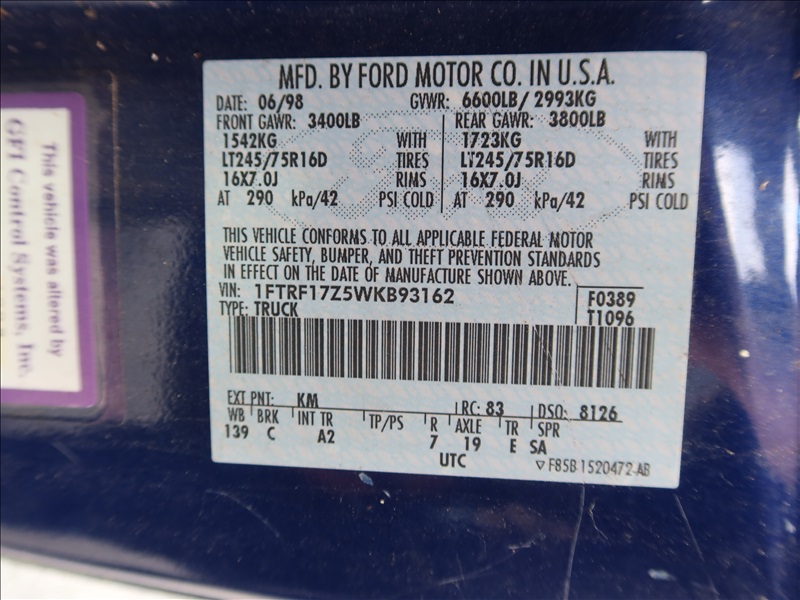 This vehicle was altered by
GFI Control Systems, Inc.
MFD. BY FORD MOTOR CO. IN U.S.A.
DATE: 06/98 GVWR: 6600LB/ 2993KG
FRONT GAWR: 3400LB REAR GAWR: 3800LB
1542KG WITH 1723KG WITH
LT245/75R16D TIRES LT245/75R16D TIRES
16X7.0J RIMS 16X7.0J RIMS
AT 290 kPa/42 PSI COLD AT 290 kPa/42 PSI COLD
THIS VEHICLE CONFORMS TO ALL APPLICABLE FEDERAL MOTOR
VEHICLE SAFETY, BUMPER, AND THEFT PREVENTION STANDARDS
IN EFFECT ON THE DATE OF MANUFACTURE SHOWN ABOVE.
VIN: 1FTRF17Z5WKB93162 F0389
TYPE: TRUCK T1096
EXT PNT: KM RC: 83 DSO: 8126
WB BRK INT TR TP/PS R AXLE TR SPR
139 C A2 7 19 E SA
UTC F85B 1520472-AB